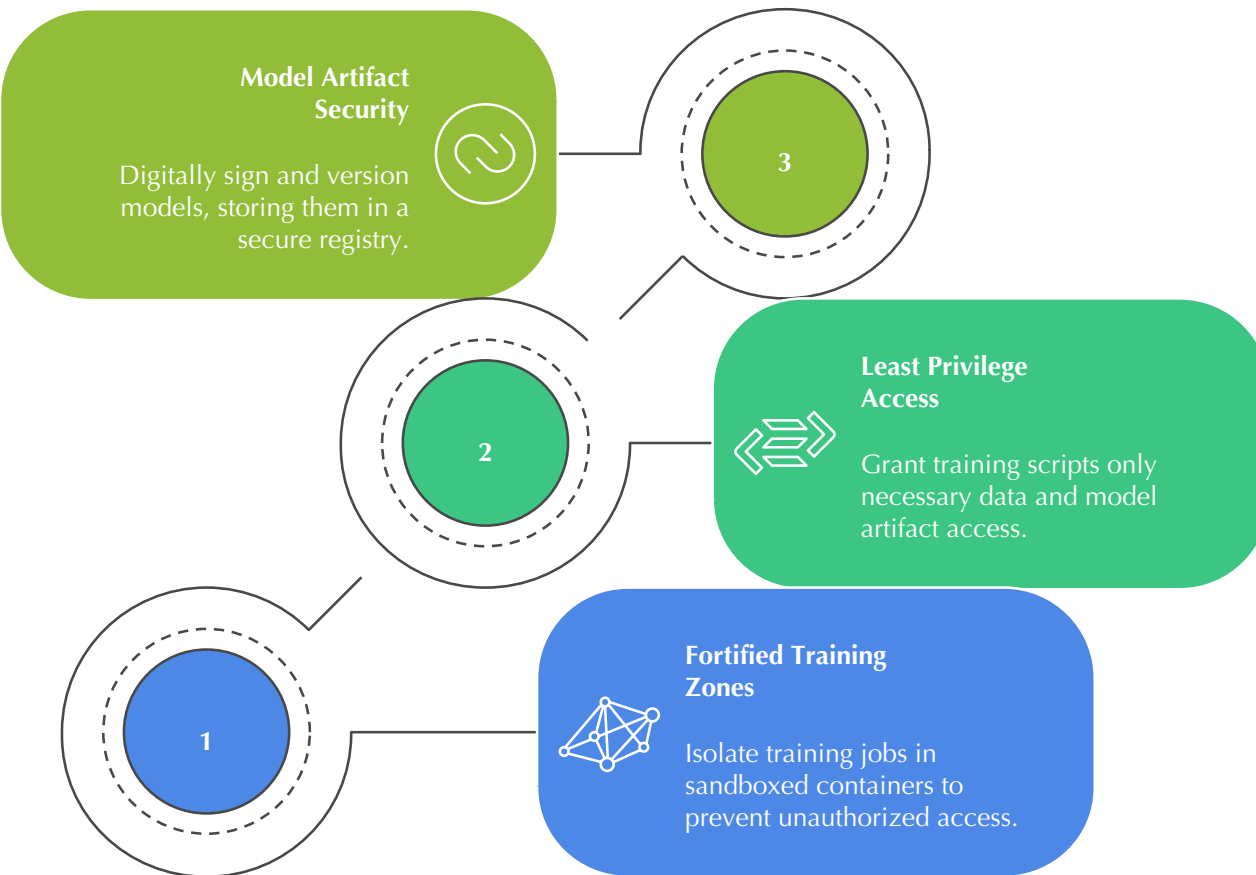 Model Artifact
Security
Digitally sign and version
models, storing them in a
secure registry.
3
2
Least Privilege
Access
Grant training scripts only
necessary data and model
artifact access.
1
Fortified Training
Zones
Isolate training jobs in
sandboxed containers to
prevent unauthorized access.